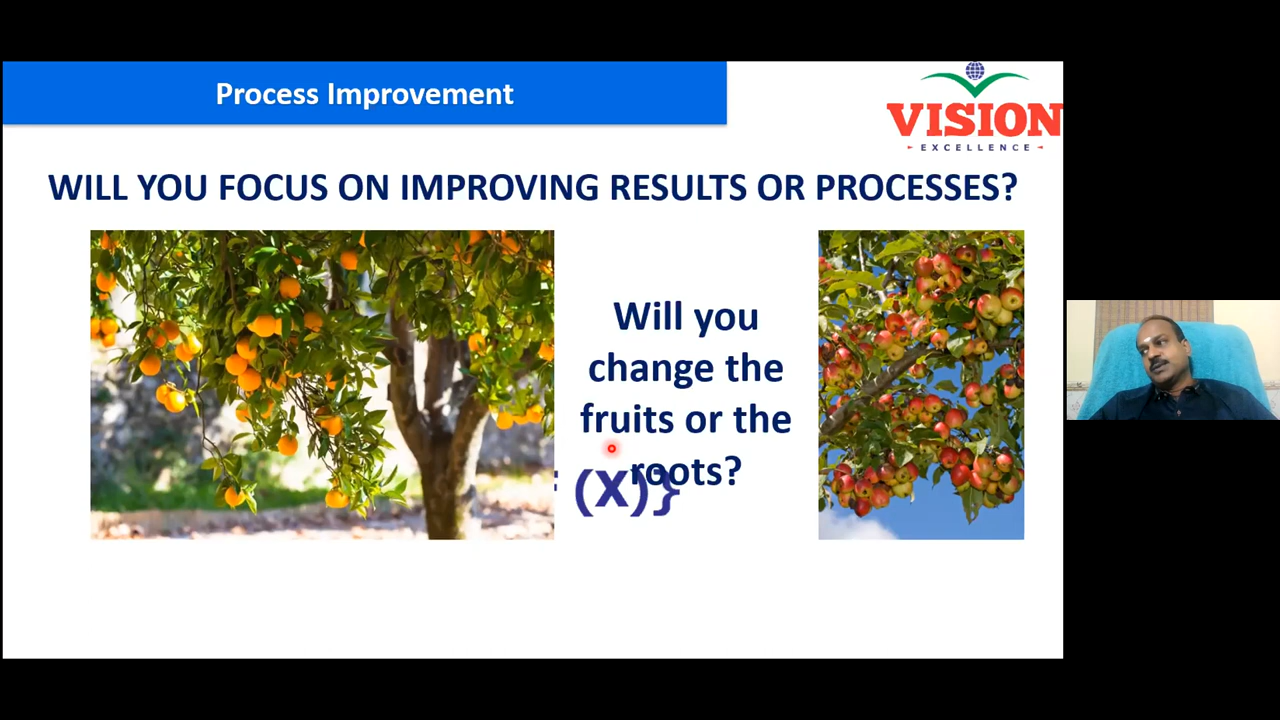 Process Improvement
VISION
EXCELLENCE
WILL YOU FOCUS ON IMPROVING RESULTS OR PROCESSES?
Will you
change the
fruits or the
roots?
(X)}